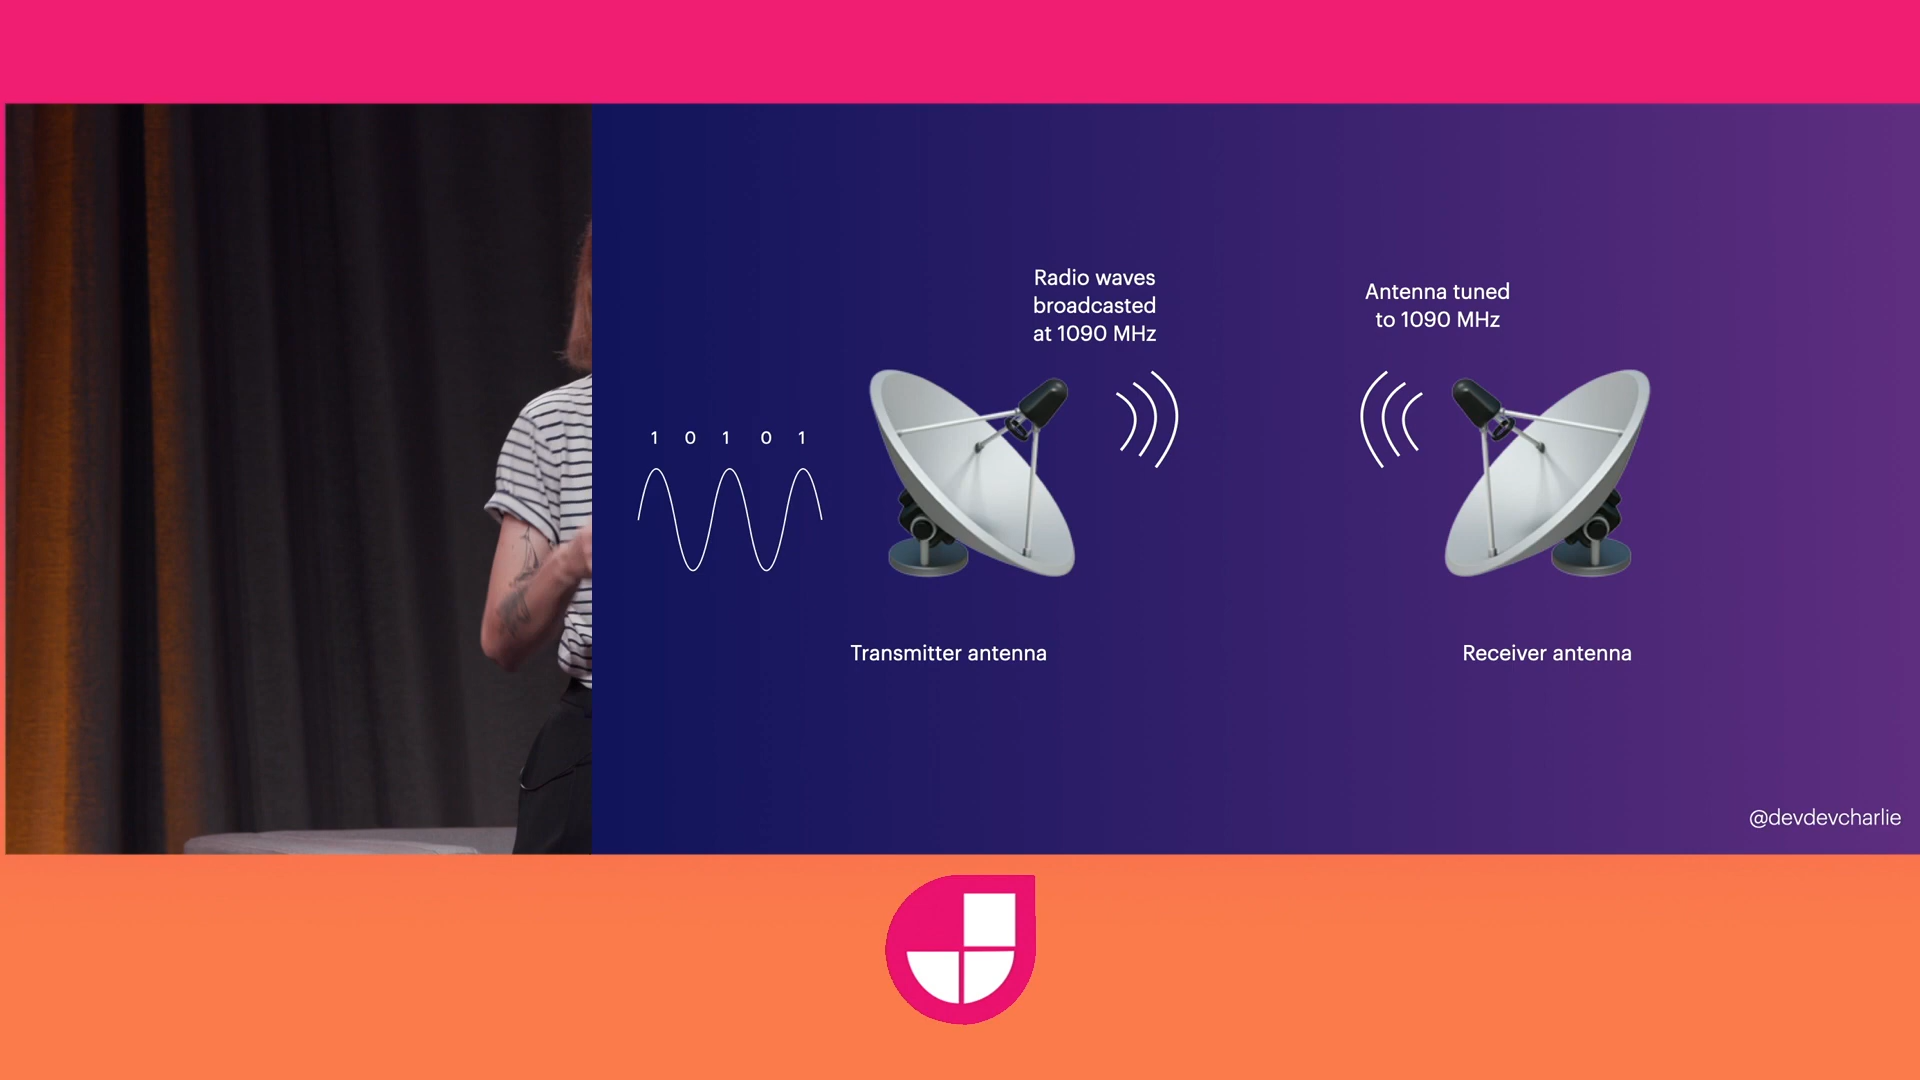 Radio waves
broadcasted
at 1090 MHz
Antenna tuned
to 1090 MHz
1 0 1 0 1
Transmitter antenna
Receiver antenna
@devdevcharlie